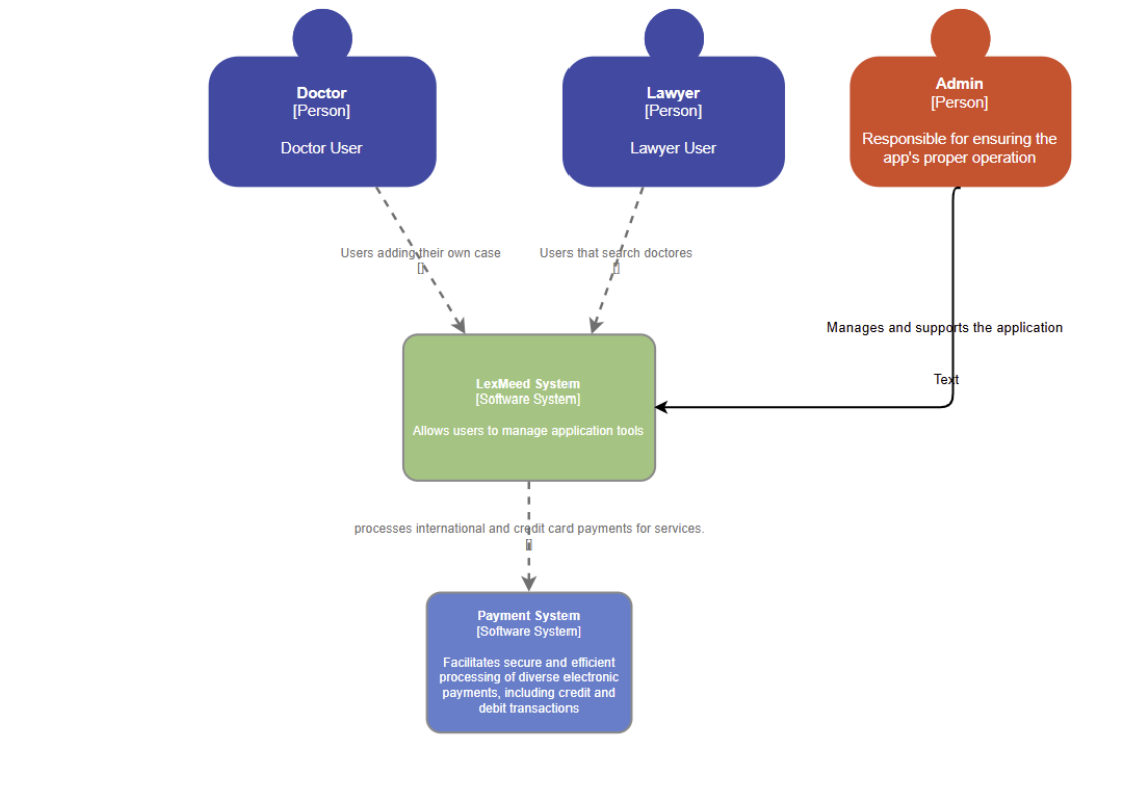 Doctor
[Person]
Doctor User
Lawyer
[Person]
Lawyer User
Admin
[Person]
Responsible for ensuring the
app's proper operation
Users adding their own case
[]
Users that search doctores
[]
Manages and supports the application
Text
LexMeed System
[Software System]
Allows users to manage application tools
processes international and credit card payments for services.
[]
Payment System
[Software System]
Facilitates secure and efficient
processing of diverse electronic
payments, including credit and
debit transactions